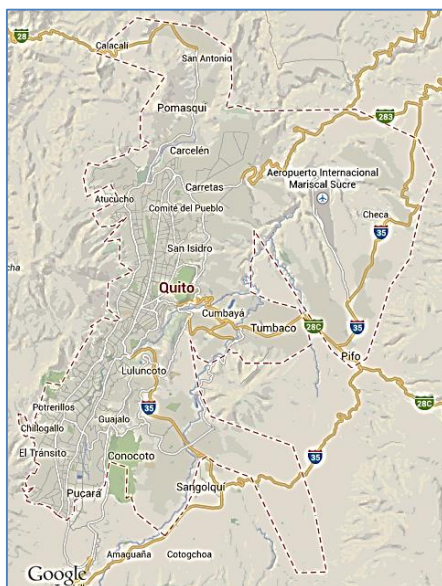 28
Calacalí
San Antonio
Pomasquí
283
Carcelén
Aeropuerto Internacional
Mariscal Sucre
Carretas
Atucucho
Comité del Pueblo
Checa
35
San Isidro
cha
Quito
Cumbayá
Tumbaco
28C
35
Pifo
Luluncoto
28C
Potrerillos
35
Guajalo
Chillogallo
El Tránsito
Conocoto
35
Sangolquí
Pucará
Amaguaña
Cotogchoa
Google